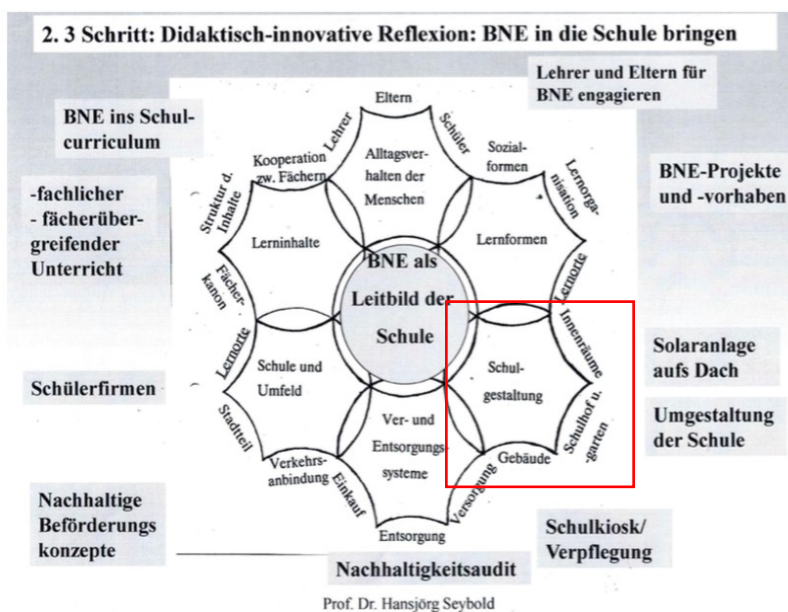 2. 3 Schritt: Didaktisch-innovative Reflexion: BNE in die Schule bringen
Lehrer und Eltern für
BNE engagieren
BNE ins Schul-
curriculum
-fachlicher
- fächerüber-
greifender
Unterricht
BNE-Projekte
und -vorhaben
Eltern
Lehrer
Schüler
Alltagsver-
halten der
Menschen
Kooperation
zw. Fächern
Struktur d.
Inhalte
Lerninhalte
Fächer-
kanon
Sozial-
formen
Lernorga-
nisation
Lernformen
Lernorte
BNE als
Leitbild der
Schule
Lernorte
Schule und
Umfeld
Stadtteil
Verkehrs-
anbindung
Innenräume
Schul-
gestaltung
Schulhof u.
-garten
Gebäude
Ver- und
Entsorgungs-
systeme
Einkauf
Versorgung
Entsorgung
Schülerfirmen
Solaranlage
aufs Dach
Umgestaltung
der Schule
Nachhaltige
Beförderungs
konzepte
Schulkiosk/
Verpflegung
Nachhaltigkeitsaudit
Prof. Dr. Hansjörg Seybold